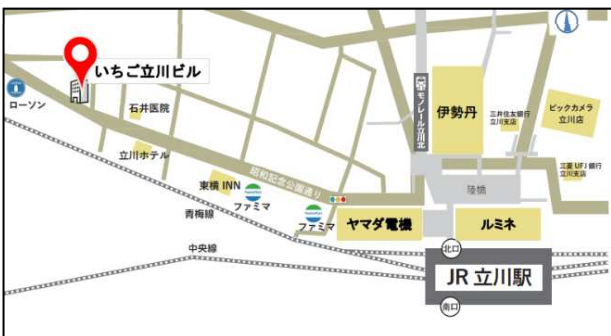 いちご立川ビル
ローソン
石井医院
立川ホテル
東横 INN
ファミマ
ファミマ
昭和記念公園通り
青梅線
中央線
モノレール立川北
伊勢丹
三井住友銀行
立川支店
ビックカメラ
立川店
三菱 UFJ 銀行
立川支店
陸橋
ヤマダ電機
ルミネ
北口
JR 立川駅
南口